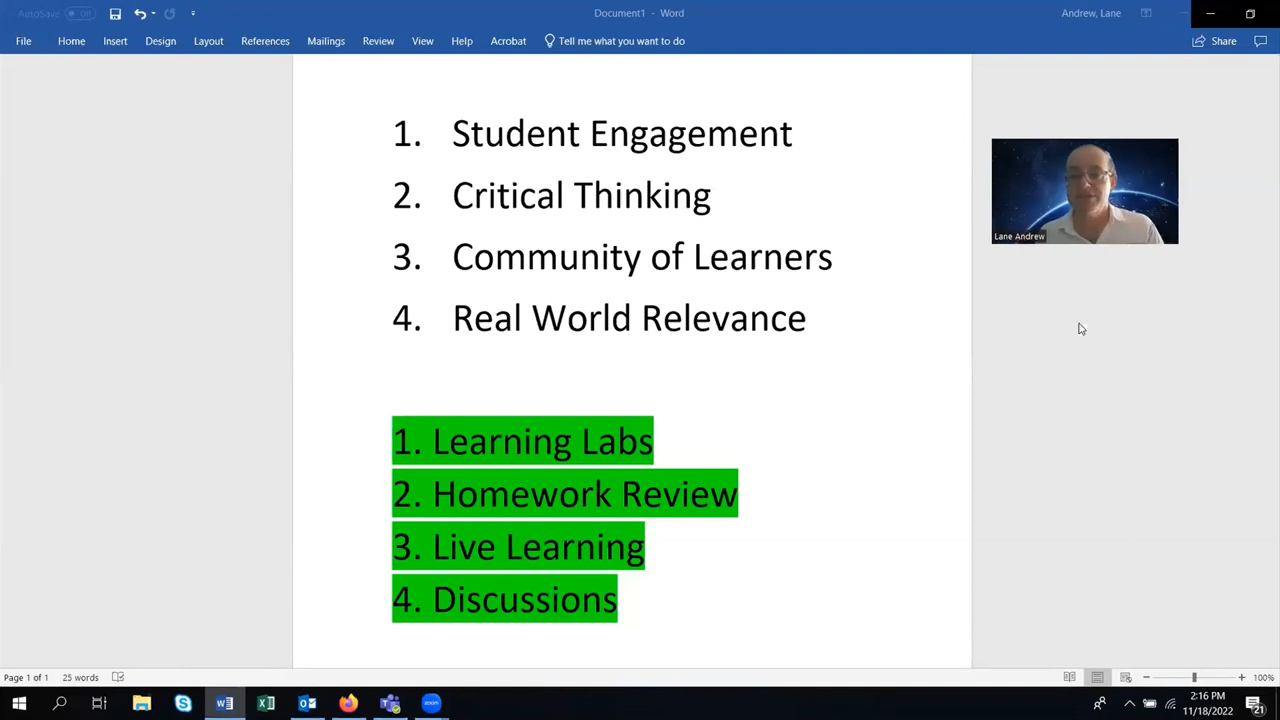 AutoSave Off
Document1 - Word
Andrew, Lane
File Home Insert Design Layout References Mailings Review View Help Acrobat Tell me what you want to do Share
1. Student Engagement
2. Critical Thinking
3. Community of Learners
4. Real World Relevance
Lane Andrew
1. Learning Labs
2. Homework Review
3. Live Learning
4. Discussions
Page 1 of 1 25 words 100%
2:16 PM
11/18/2022
21
zoom